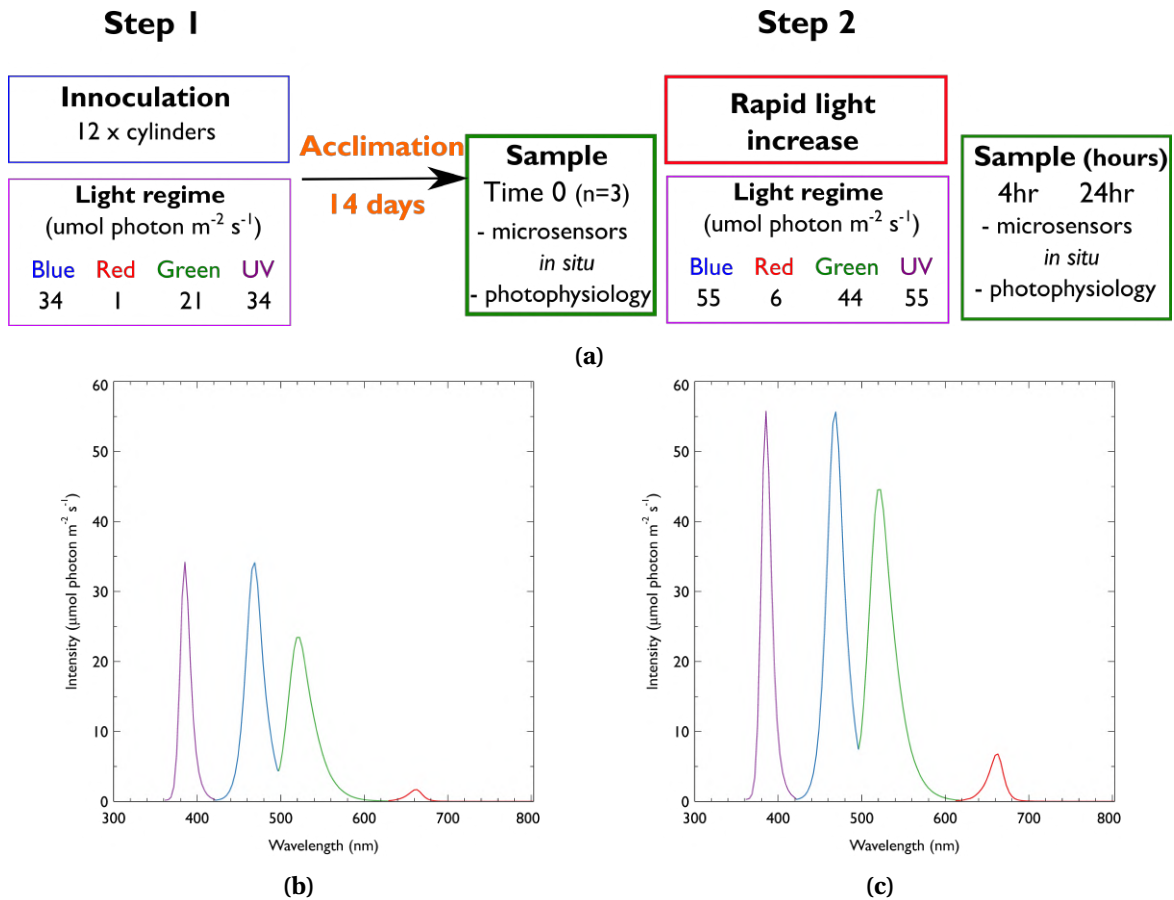 Step 1
Step 2
Innoculation
12 x cylinders
Light regime
(umol photon m⁻² s⁻¹)
Blue Red Green UV
34 1 21 34
Acclimation
14 days
Sample
Time 0 (n=3)
- microsensors
in situ
- photophysiology
Rapid light
increase
Light regime
(umol photon m⁻² s⁻¹)
Blue Red Green UV
55 6 44 55
Sample (hours)
4hr 24hr
- microsensors
in situ
- photophysiology
(a)
60
50
40
30
20
10
0
Intensity (µmol photon m⁻² s⁻¹)
300 400 500 600 700 800
Wavelength (nm)
(b)
60
50
40
30
20
10
0
Intensity (µmol photon m⁻² s⁻¹)
300 400 500 600 700 800
Wavelength (nm)
(c)